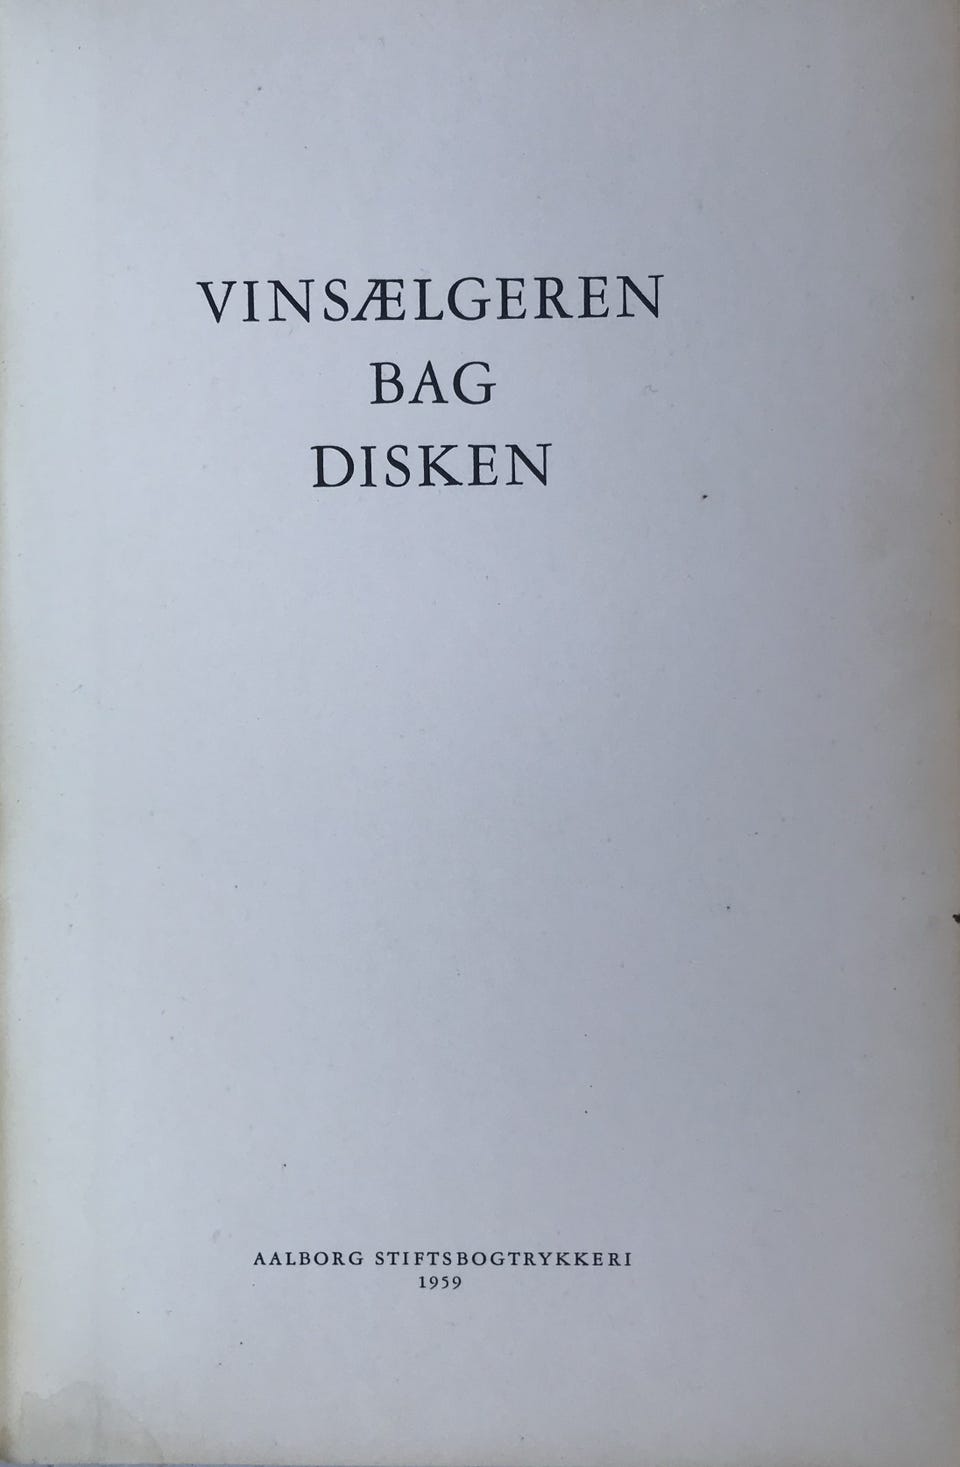 VINSÆLGEREN
BAG
DISKEN
AALBORG STIFTSBOGTRYKKERI
1959